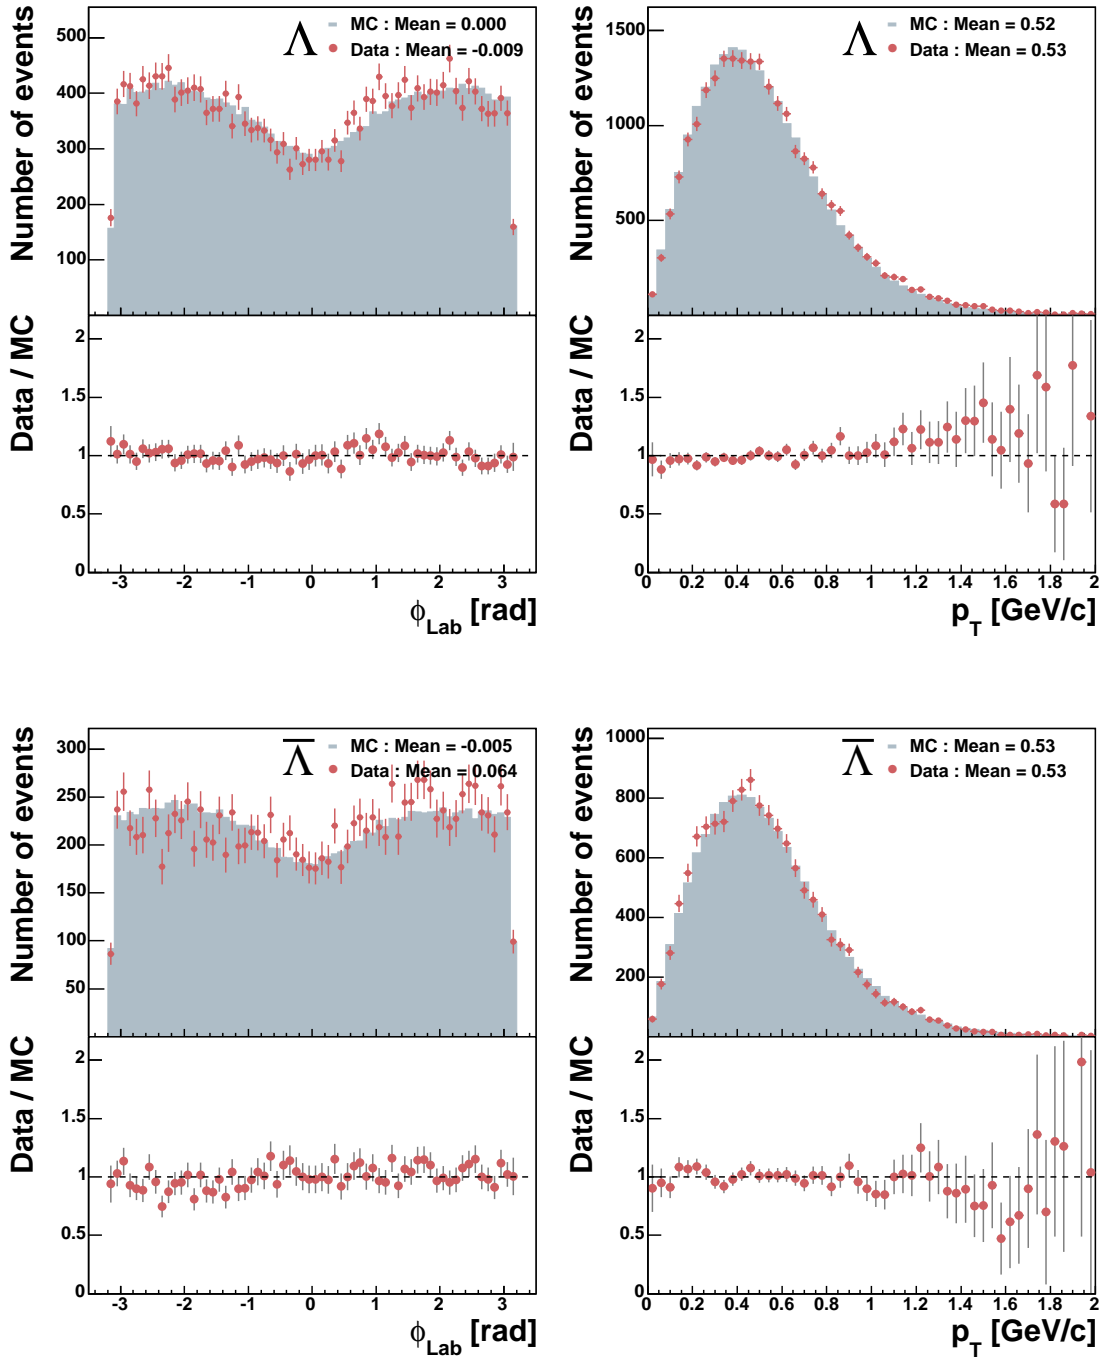 Number of events
500
400
300
200
100
Λ
MC : Mean = 0.000
Data : Mean = -0.009
Data / MC
2
1.5
1
0.5
0
-3 -2 -1 0 1 2 3
ϕLab [rad]
Number of events
1500
1000
500
Λ
MC : Mean = 0.52
Data : Mean = 0.53
Data / MC
2
1.5
1
0.5
0
0 0.2 0.4 0.6 0.8 1 1.2 1.4 1.6 1.8 2
pT [GeV/c]
Number of events
300
250
200
150
100
50
Λ̅
MC : Mean = -0.005
Data : Mean = 0.064
Data / MC
2
1.5
1
0.5
0
-3 -2 -1 0 1 2 3
ϕLab [rad]
Number of events
1000
800
600
400
200
Λ̅
MC : Mean = 0.53
Data : Mean = 0.53
Data / MC
2
1.5
1
0.5
0
0 0.2 0.4 0.6 0.8 1 1.2 1.4 1.6 1.8 2
pT [GeV/c]